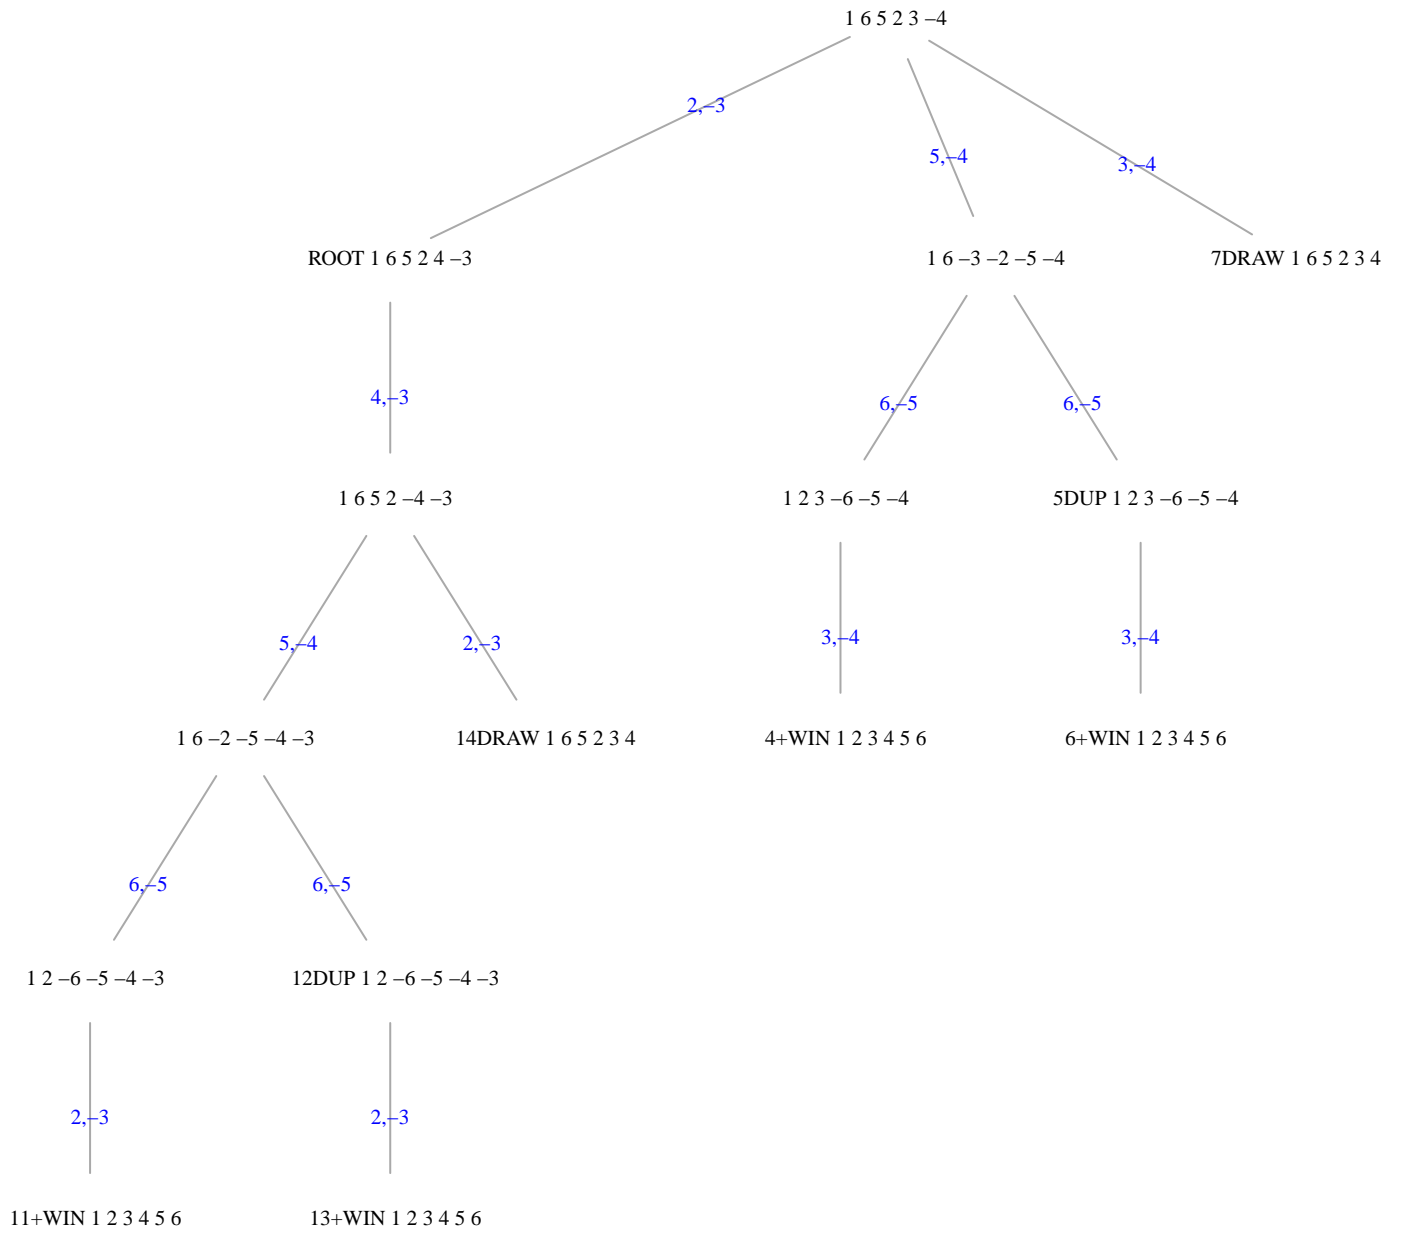 1 6 5 2 3 –4
2,–3
5,–4
3,–4
ROOT 1 6 5 2 4 –3
1 6 –3 –2 –5 –4
7DRAW 1 6 5 2 3 4
4,–3
6,–5
6,–5
1 6 5 2 –4 –3
1 2 3 –6 –5 –4
5DUP 1 2 3 –6 –5 –4
5,–4
2,–3
3,–4
3,–4
1 6 –2 –5 –4 –3
14DRAW 1 6 5 2 3 4
4+WIN 1 2 3 4 5 6
6+WIN 1 2 3 4 5 6
6,–5
6,–5
1 2 –6 –5 –4 –3
12DUP 1 2 –6 –5 –4 –3
2,–3
2,–3
11+WIN 1 2 3 4 5 6
13+WIN 1 2 3 4 5 6